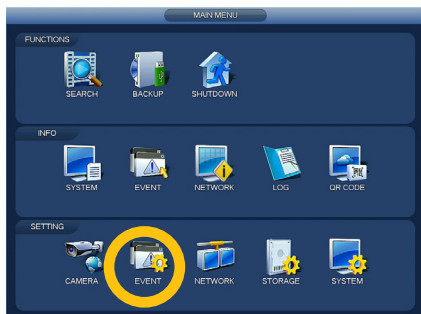 MAIN MENU
FUNCTIONS
SEARCH BACKUP SHUTDOWN
INFO
SYSTEM EVENT NETWORK LOG QR CODE
SETTING
CAMERA EVENT NETWORK STORAGE SYSTEM